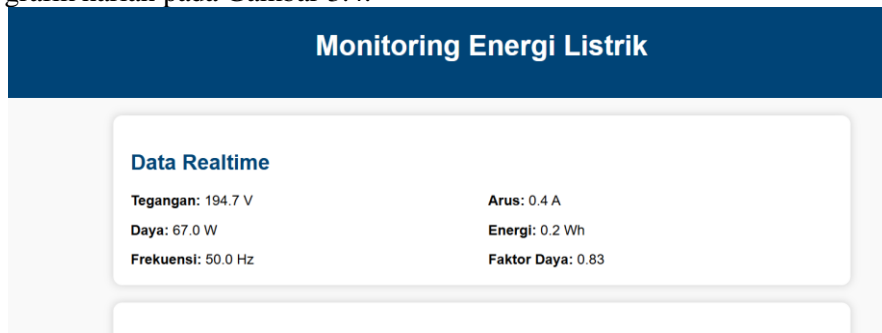 Monitoring Energi Listrik
Data Realtime
Tegangan: 194.7 V
Arus: 0.4 A
Daya: 67.0 W
Energi: 0.2 Wh
Frekuensi: 50.0 Hz
Faktor Daya: 0.83